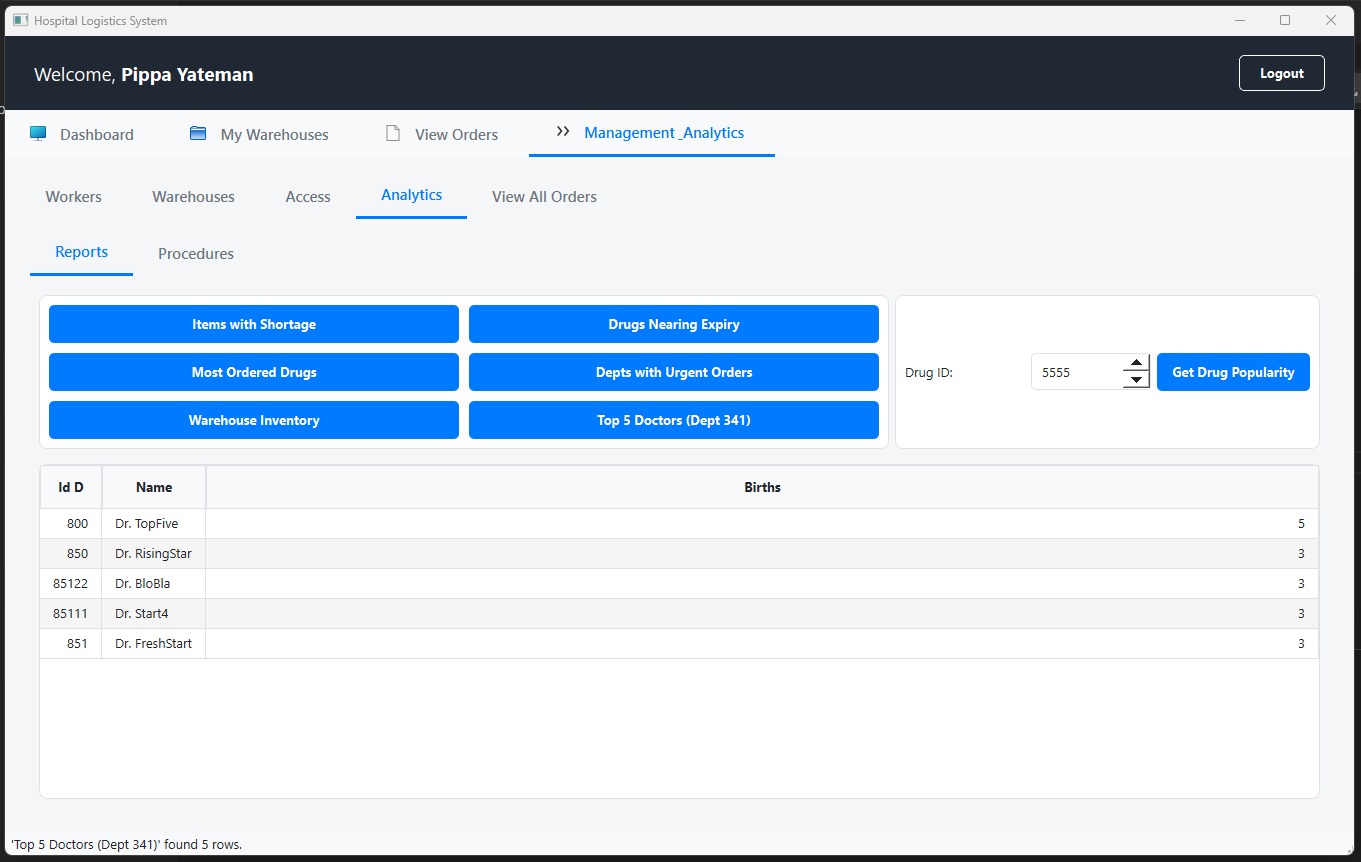 Hospital Logistics System
Welcome, Pippa Yateman
Logout
Dashboard My Warehouses View Orders Management_Analytics
Workers Warehouses Access Analytics View All Orders
Reports Procedures
Items with Shortage Drugs Nearing Expiry
Most Ordered Drugs Depts with Urgent Orders Drug ID: 5555 Get Drug Popularity
Warehouse Inventory Top 5 Doctors (Dept 341)
Id D Name Births
800 Dr. TopFive 5
850 Dr. RisingStar 3
85122 Dr. BloBla 3
85111 Dr. Start4 3
851 Dr. FreshStart 3
'Top 5 Doctors (Dept 341)' found 5 rows.